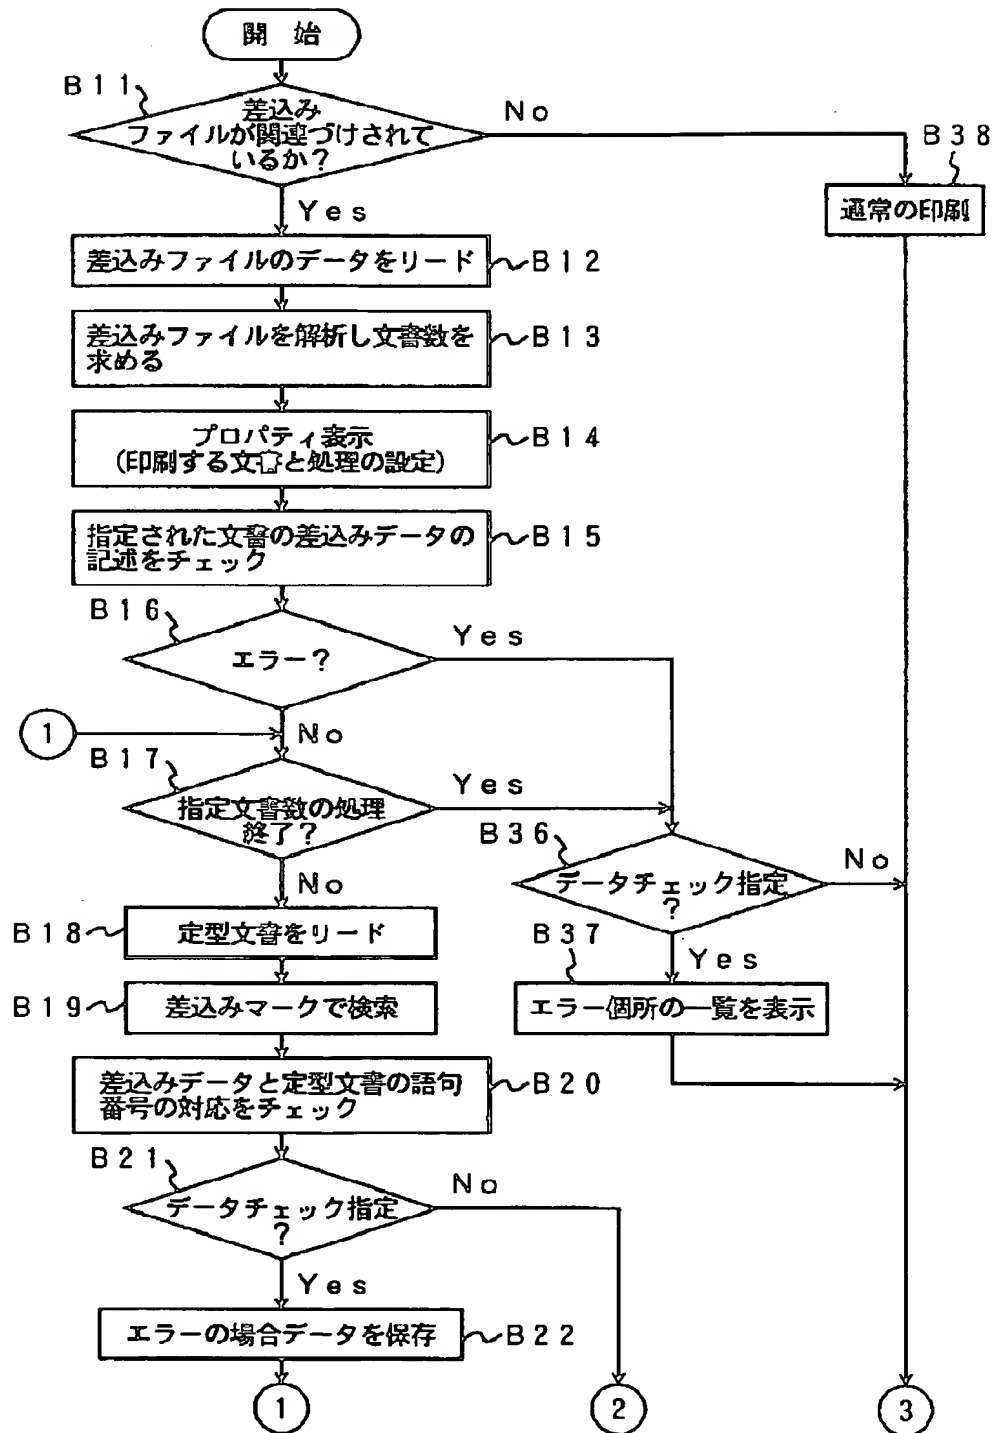 開 始
B11
差込み
ファイルが関連づけされて
いるか?
No
B38
通常の印刷
Yes
差込みファイルのデータをリード
B12
差込みファイルを解析し文書数を
求める
B13
プロパティ表示
(印刷する文書と処理の設定)
B14
指定された文書の差込みデータの
記述をチェック
B15
B16
エラー?
Yes
1
No
B17
指定文書数の処理
終了?
Yes
B36
データチェック指定
?
No
No
B18
定型文書をリード
B37
Yes
エラー個所の一覧を表示
B19
差込みマークで検索
差込みデータと定型文書の語句
番号の対応をチェック
B20
B21
データチェック指定
?
No
Yes
エラーの場合データを保存
B22
1
2
3